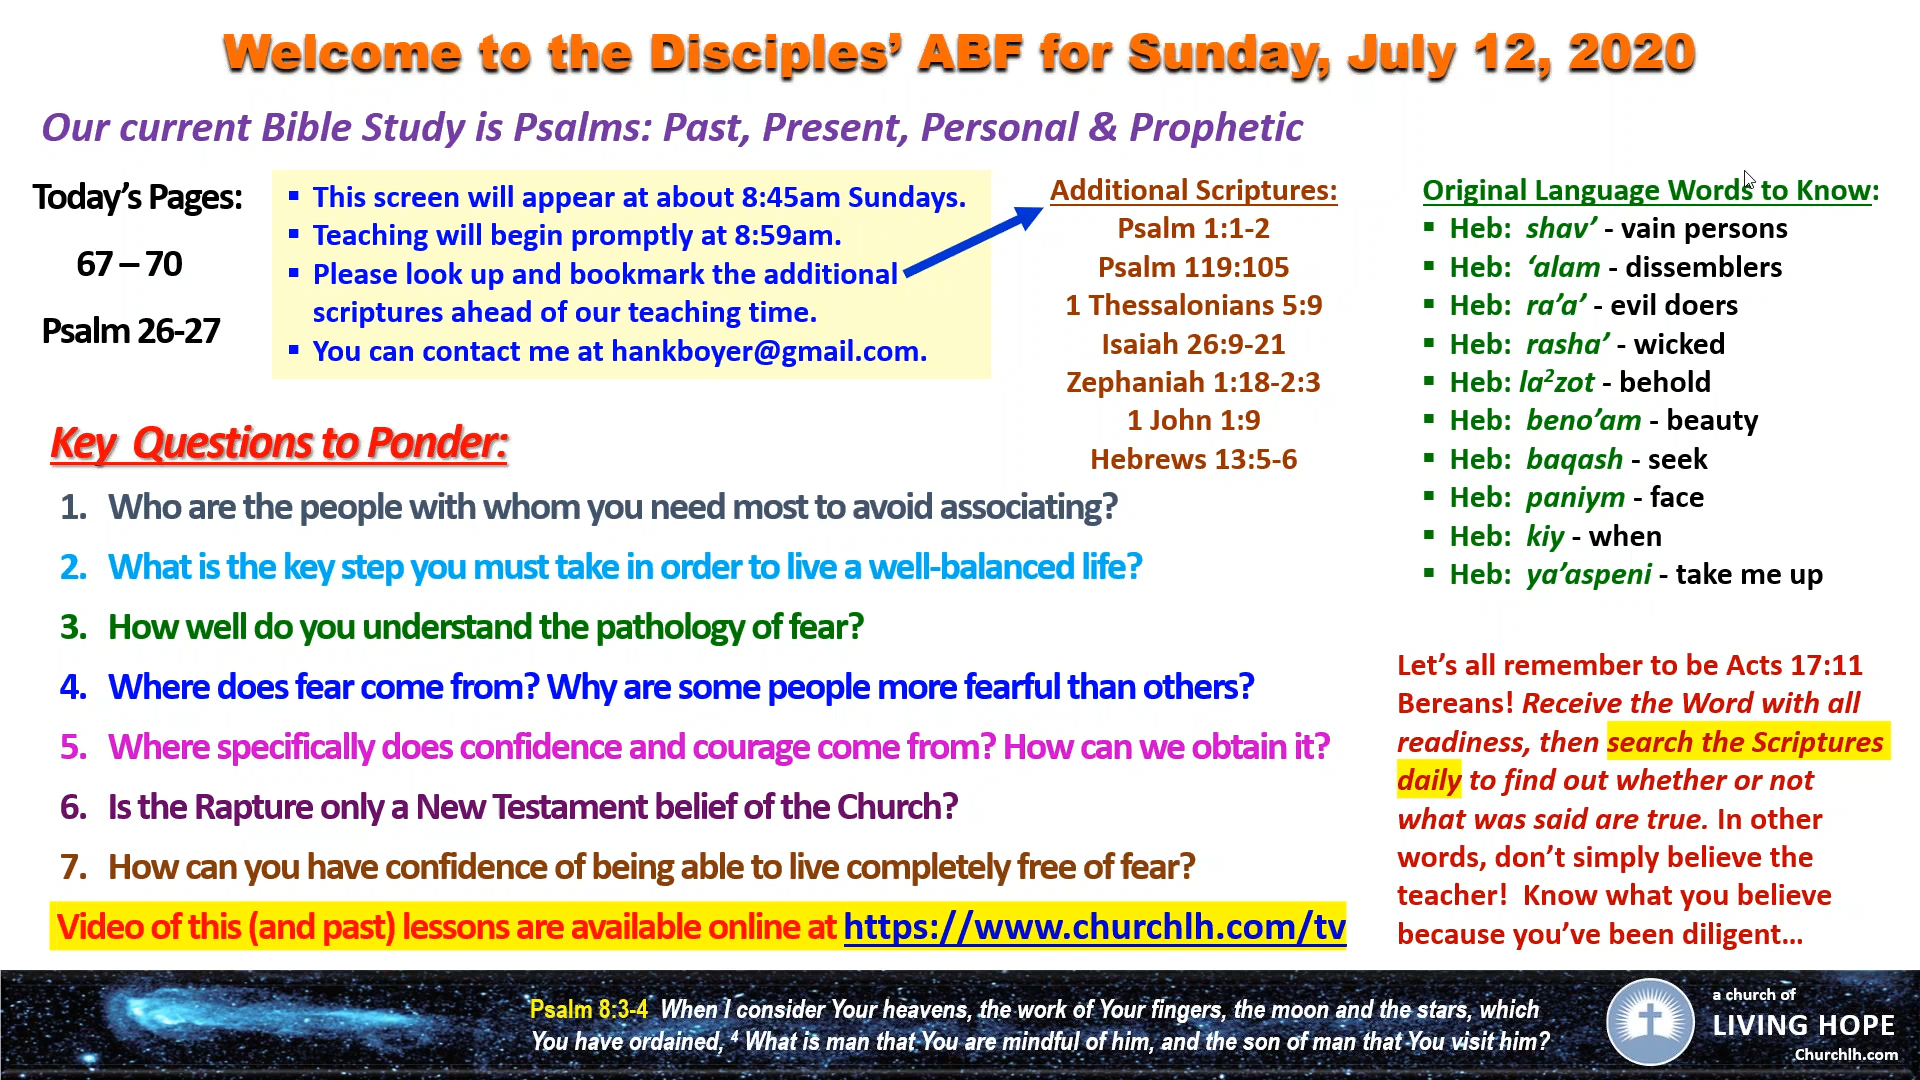 Welcome to the Disciples’ ABF for Sunday, July 12, 2020
Our current Bible Study is Psalms: Past, Present, Personal & Prophetic
Today’s Pages:
67 – 70
Psalm 26-27
▪ This screen will appear at about 8:45am Sundays.
▪ Teaching will begin promptly at 8:59am.
▪ Please look up and bookmark the additional
scriptures ahead of our teaching time.
▪ You can contact me at hankboyer@gmail.com.
Additional Scriptures:
Psalm 1:1-2
Psalm 119:105
1 Thessalonians 5:9
Isaiah 26:9-21
Zephaniah 1:18-2:3
1 John 1:9
Hebrews 13:5-6
Original Language Words to Know:
▪ Heb: shav’ - vain persons
▪ Heb: ‘alam - dissemblers
▪ Heb: ra’a’ - evil doers
▪ Heb: rasha’ - wicked
▪ Heb: la²zot - behold
▪ Heb: beno’am - beauty
▪ Heb: baqash - seek
▪ Heb: paniym - face
▪ Heb: kiy - when
▪ Heb: ya’aspeni - take me up
Key Questions to Ponder:
1. Who are the people with whom you need most to avoid associating?
2. What is the key step you must take in order to live a well-balanced life?
3. How well do you understand the pathology of fear?
4. Where does fear come from? Why are some people more fearful than others?
5. Where specifically does confidence and courage come from? How can we obtain it?
6. Is the Rapture only a New Testament belief of the Church?
7. How can you have confidence of being able to live completely free of fear?
Video of this (and past) lessons are available online at https://www.churchlh.com/tv
Let’s all remember to be Acts 17:11
Bereans! Receive the Word with all
readiness, then search the Scriptures
daily to find out whether or not
what was said are true. In other
words, don’t simply believe the
teacher! Know what you believe
because you’ve been diligent…
Psalm 8:3-4 When I consider Your heavens, the work of Your fingers, the moon and the stars, which
You have ordained, ⁴ What is man that You are mindful of him, and the son of man that You visit him?
a church of
LIVING HOPE
Churchlh.com